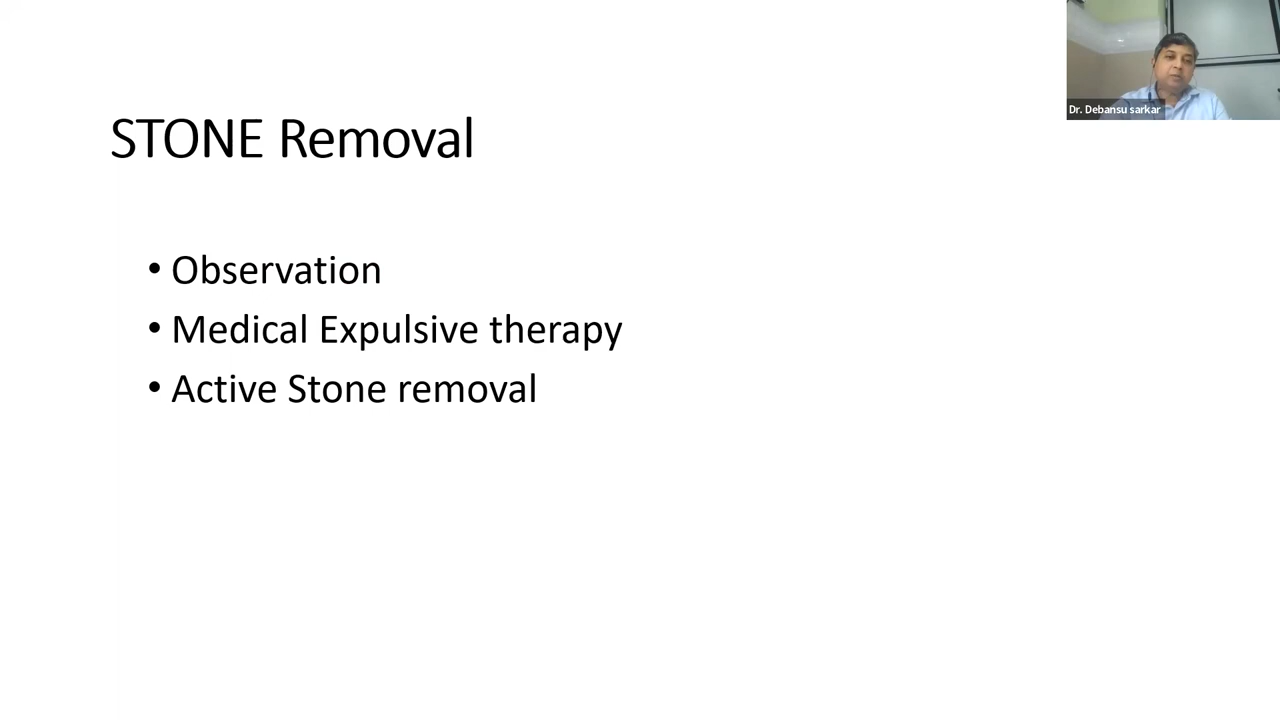 Dr. Debansu sarkar
STONE Removal
• Observation
• Medical Expulsive therapy
• Active Stone removal